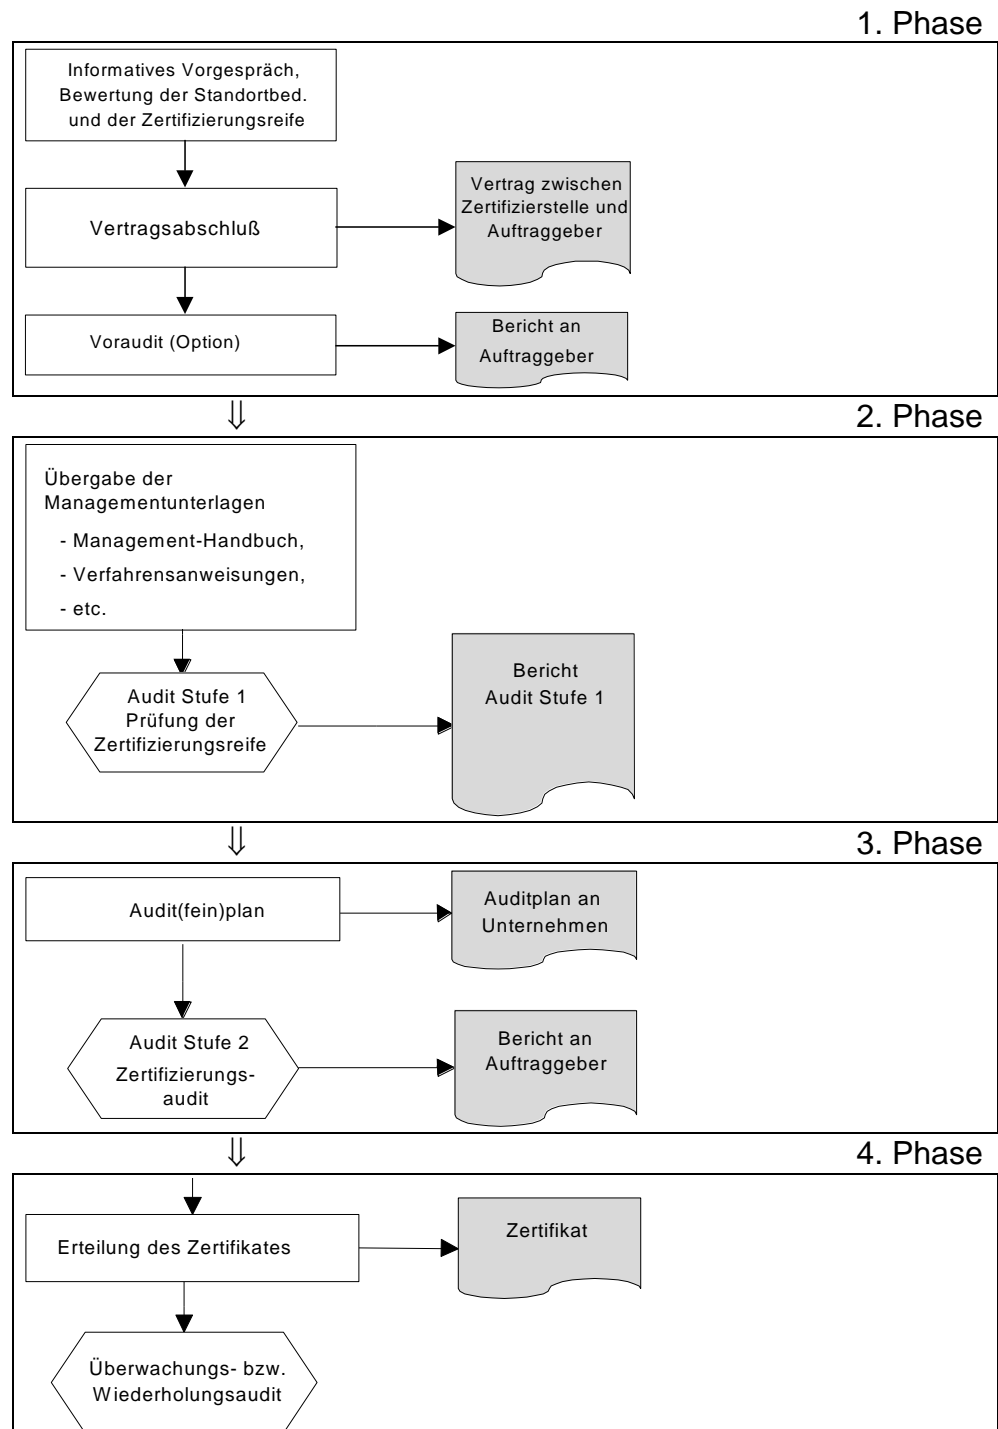 1. Phase
Informatives Vorgespräch,
Bewertung der Standortbed.
und der Zertifizierungsreife
Vertragsabschluß
Vertrag zwischen
Zertifizierstelle und
Auftraggeber
Voraudit (Option)
Bericht an
Auftraggeber
⇓
2. Phase
Übergabe der
Managementunterlagen
- Management-Handbuch,
- Verfahrensanweisungen,
- etc.
Audit Stufe 1
Prüfung der
Zertifizierungsreife
Bericht
Audit Stufe 1
⇓
3. Phase
Audit(fein)plan
Auditplan an
Unternehmen
Audit Stufe 2
Zertifizierungs-
audit
Bericht an
Auftraggeber
⇓
4. Phase
Erteilung des Zertifikates
Zertifikat
Überwachungs- bzw.
Wiederholungsaudit